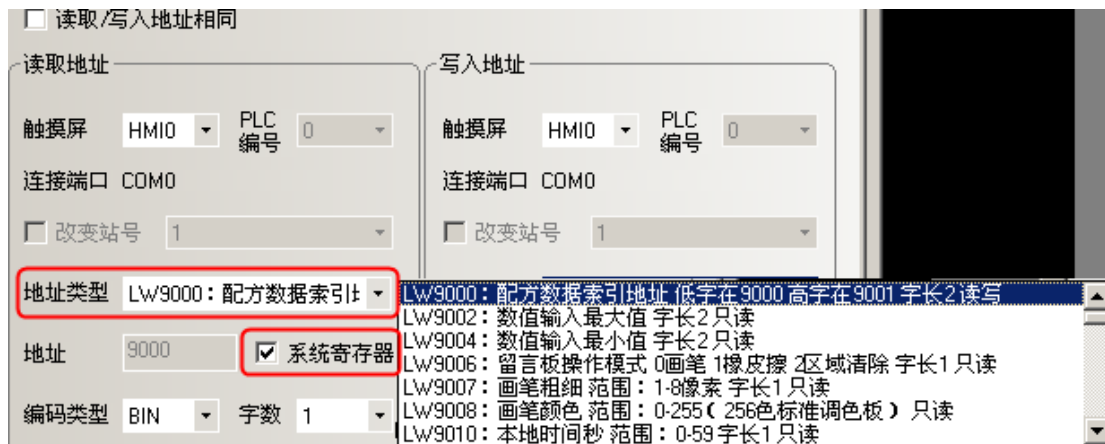 读取/写入地址相同
读取地址
写入地址
触摸屏 HMI0 PLC编号 0
触摸屏 HMI0 PLC编号 0
连接端口 COM0
连接端口 COM0
改变站号 1
改变站号 1
地址类型 LW9000：配方数据索引地
LW9000：配方数据索引地址 低字在9000 高字在9001 字长2 读写
LW9002：数值输入最大值 字长2 只读
LW9004：数值输入最小值 字长2 只读
地址 9000 系统寄存器
LW9006：留言板操作模式 0画笔 1橡皮擦 2区域清除 字长1 只读
LW9007：画笔粗细 范围：1-8像素 字长1 只读
编码类型 BIN 字数 1
LW9008：画笔颜色 范围：0-255（ 256色标准调色板 ） 只读
LW9010：本地时间秒 范围：0-59 字长1 只读